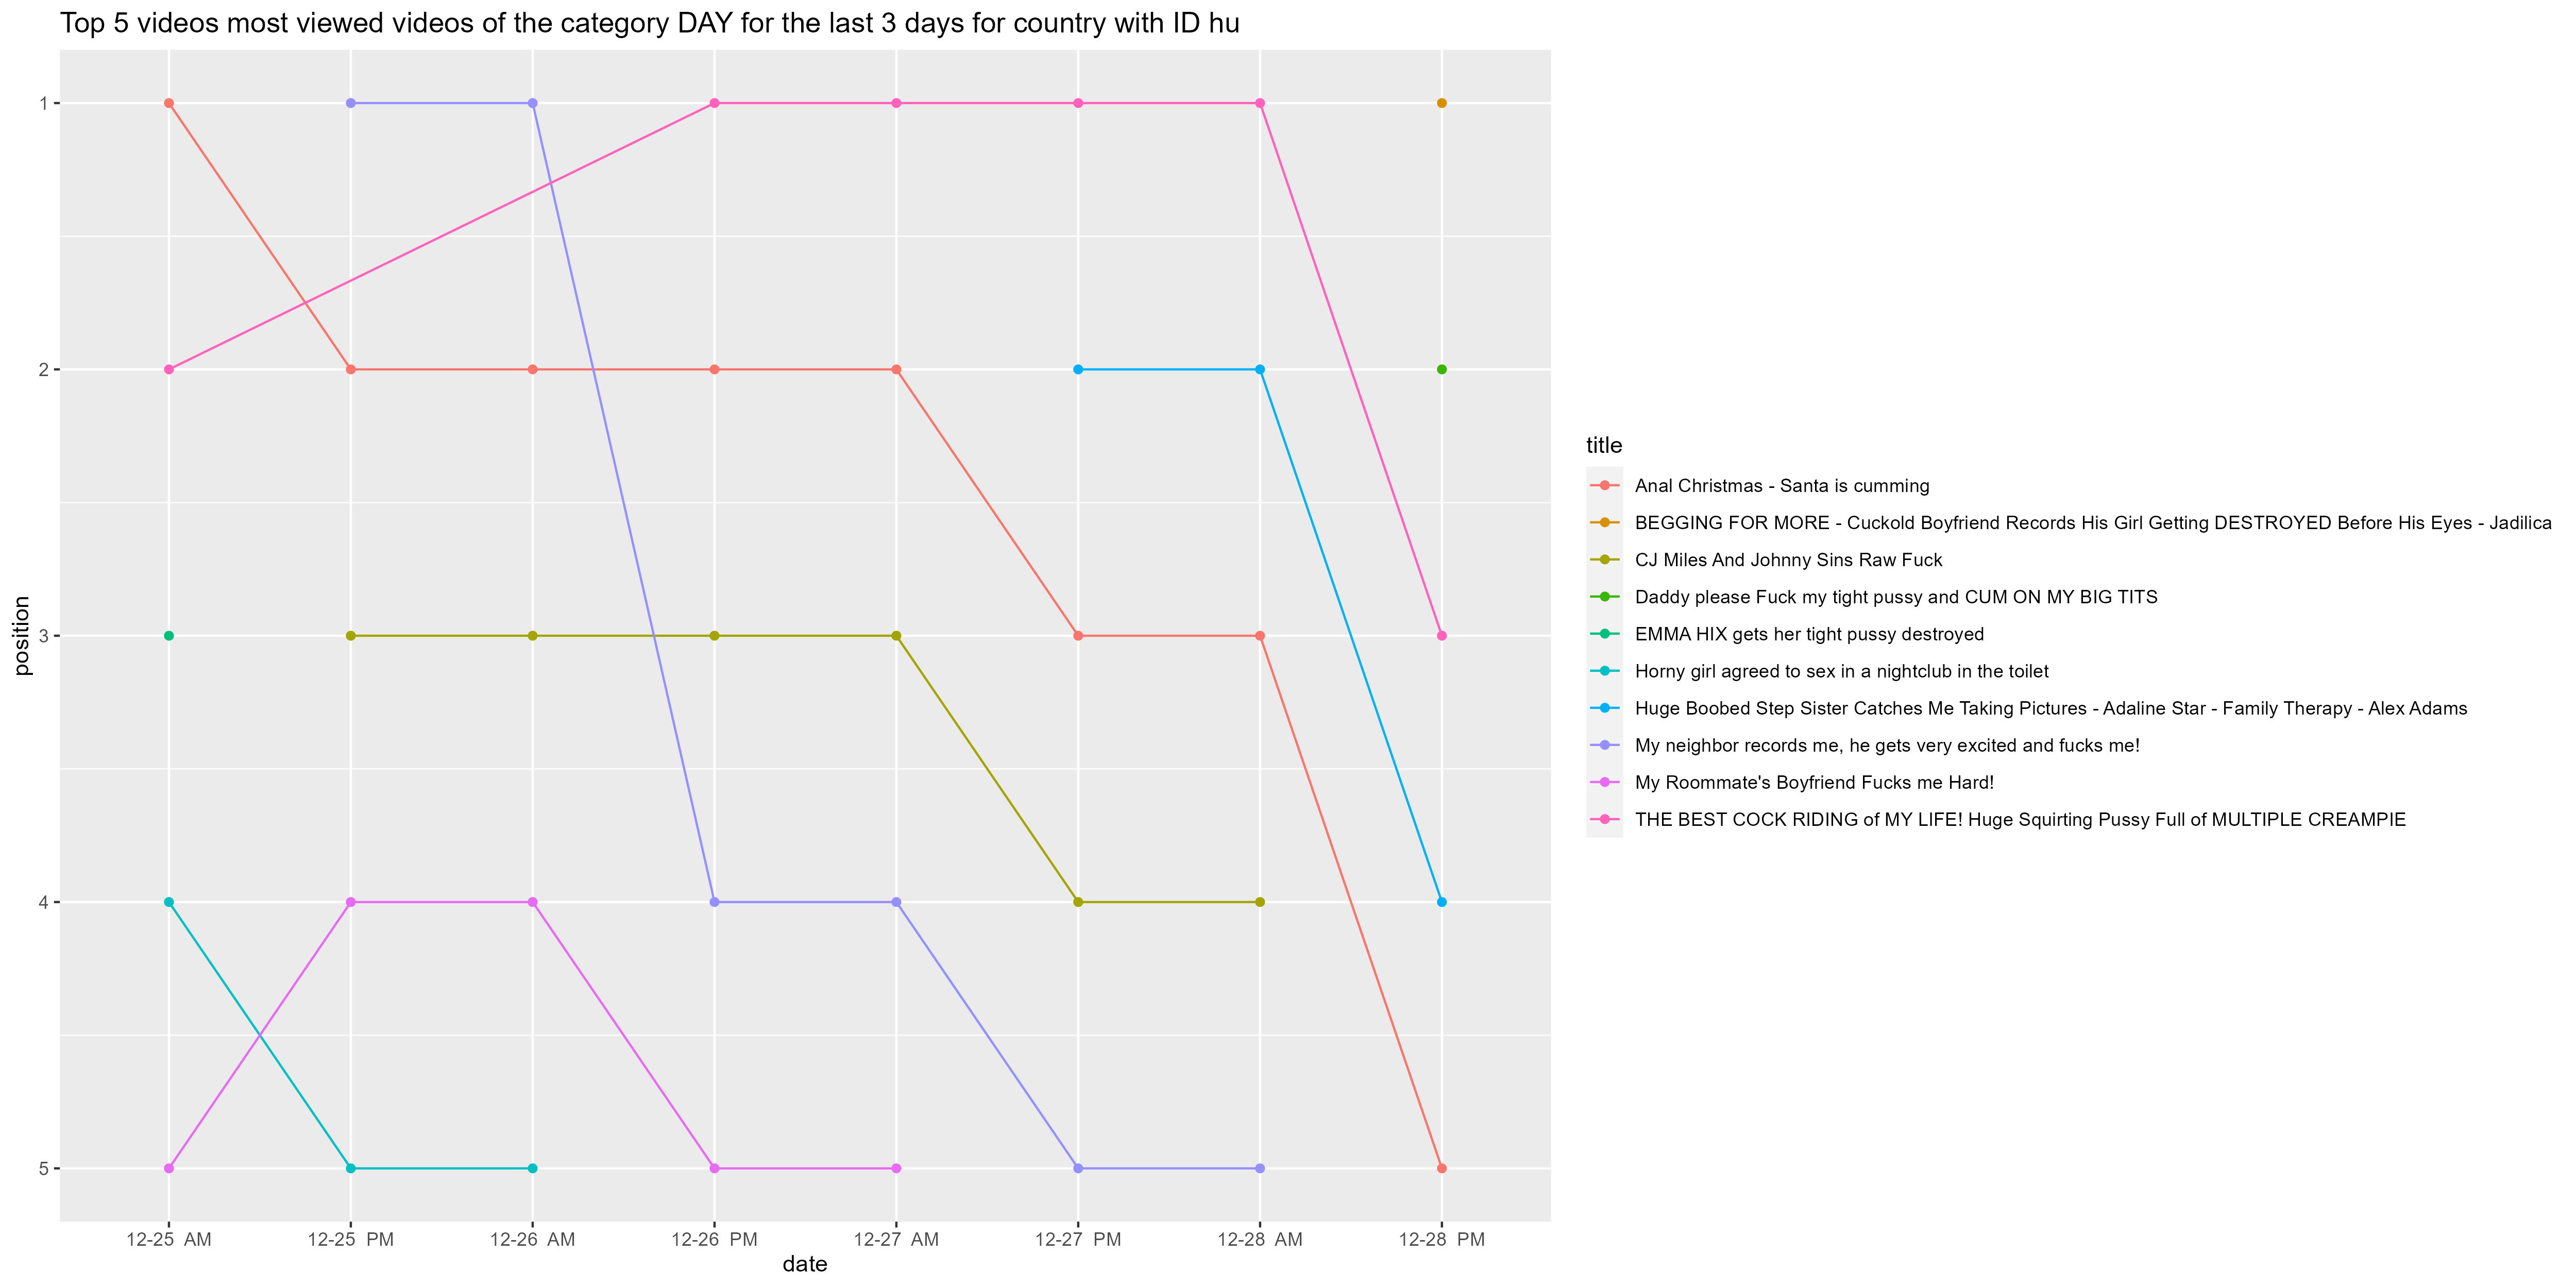 Top 5 videos most viewed videos of the category DAY for the last 3 days for country with ID hu
1
2
3
4
5
position
12-25 AM
12-25 PM
12-26 AM
12-26 PM
12-27 AM
12-27 PM
12-28 AM
12-28 PM
date
title
Anal Christmas - Santa is cumming
BEGGING FOR MORE - Cuckold Boyfriend Records His Girl Getting DESTROYED Before His Eyes - Jadilica
CJ Miles And Johnny Sins Raw Fuck
Daddy please Fuck my tight pussy and CUM ON MY BIG TITS
EMMA HIX gets her tight pussy destroyed
Horny girl agreed to sex in a nightclub in the toilet
Huge Boobed Step Sister Catches Me Taking Pictures - Adaline Star - Family Therapy - Alex Adams
My neighbor records me, he gets very excited and fucks me!
My Roommate's Boyfriend Fucks me Hard!
THE BEST COCK RIDING of MY LIFE! Huge Squirting Pussy Full of MULTIPLE CREAMPIE